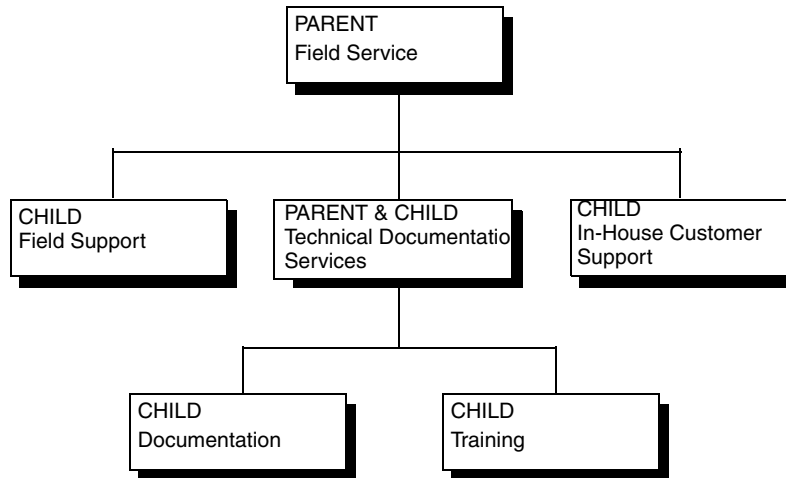 PARENT
Field Service
CHILD
Field Support
PARENT & CHILD
Technical Documentatio
Services
CHILD
In-House Customer
Support
CHILD
Documentation
CHILD
Training